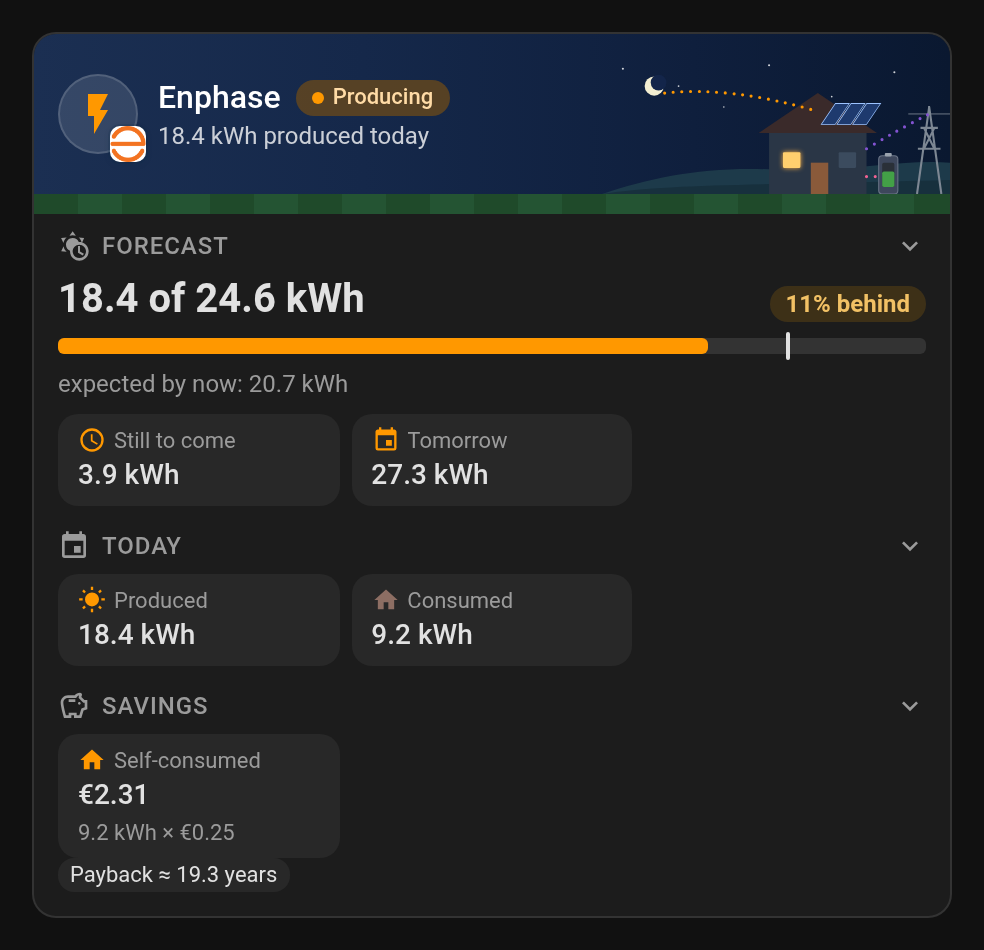 Enphase
Producing
18.4 kWh produced today
FORECAST
18.4 of 24.6 kWh
11% behind
expected by now: 20.7 kWh
Still to come
3.9 kWh
Tomorrow
27.3 kWh
TODAY
Produced
18.4 kWh
Consumed
9.2 kWh
SAVINGS
Self-consumed
€2.31
9.2 kWh × €0.25
Payback ≈ 19.3 years